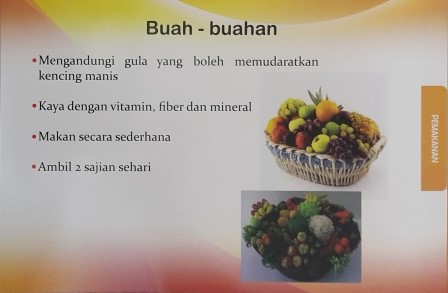 Buah - buahan
•Mengandungi gula yang boleh memudaratkan
kencing manis
•Kaya dengan vitamin, fiber dan mineral
•Makan secara sederhana
•Ambil 2 sajian sehari
PEMAKANAN